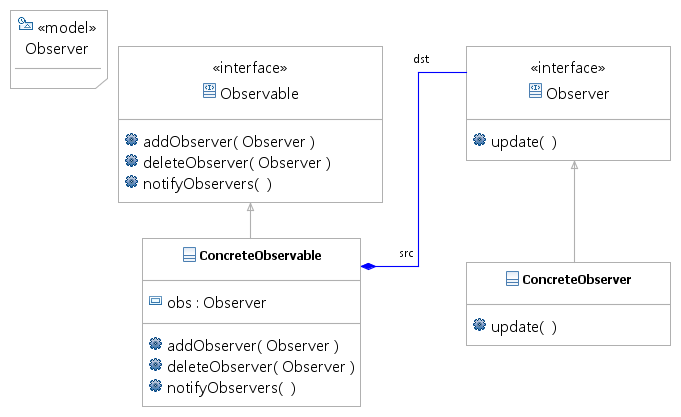 «model»
Observer
«interface»
Observable
addObserver( Observer )
deleteObserver( Observer )
notifyObservers(  )
dst
«interface»
Observer
update(  )
src
ConcreteObservable
obs : Observer
addObserver( Observer )
deleteObserver( Observer )
notifyObservers(  )
ConcreteObserver
update(  )